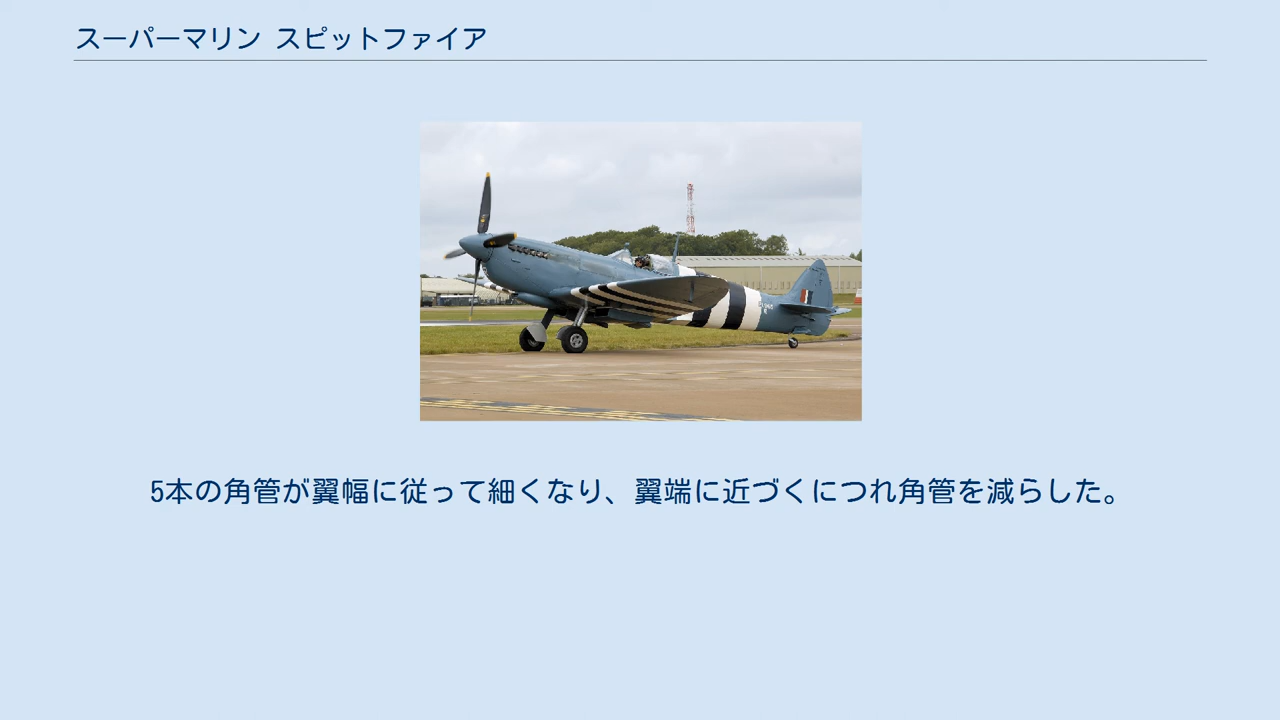 スーパーマリン スピットファイア
5本の角管が翼幅に従って細くなり、翼端に近づくにつれ角管を減らした。